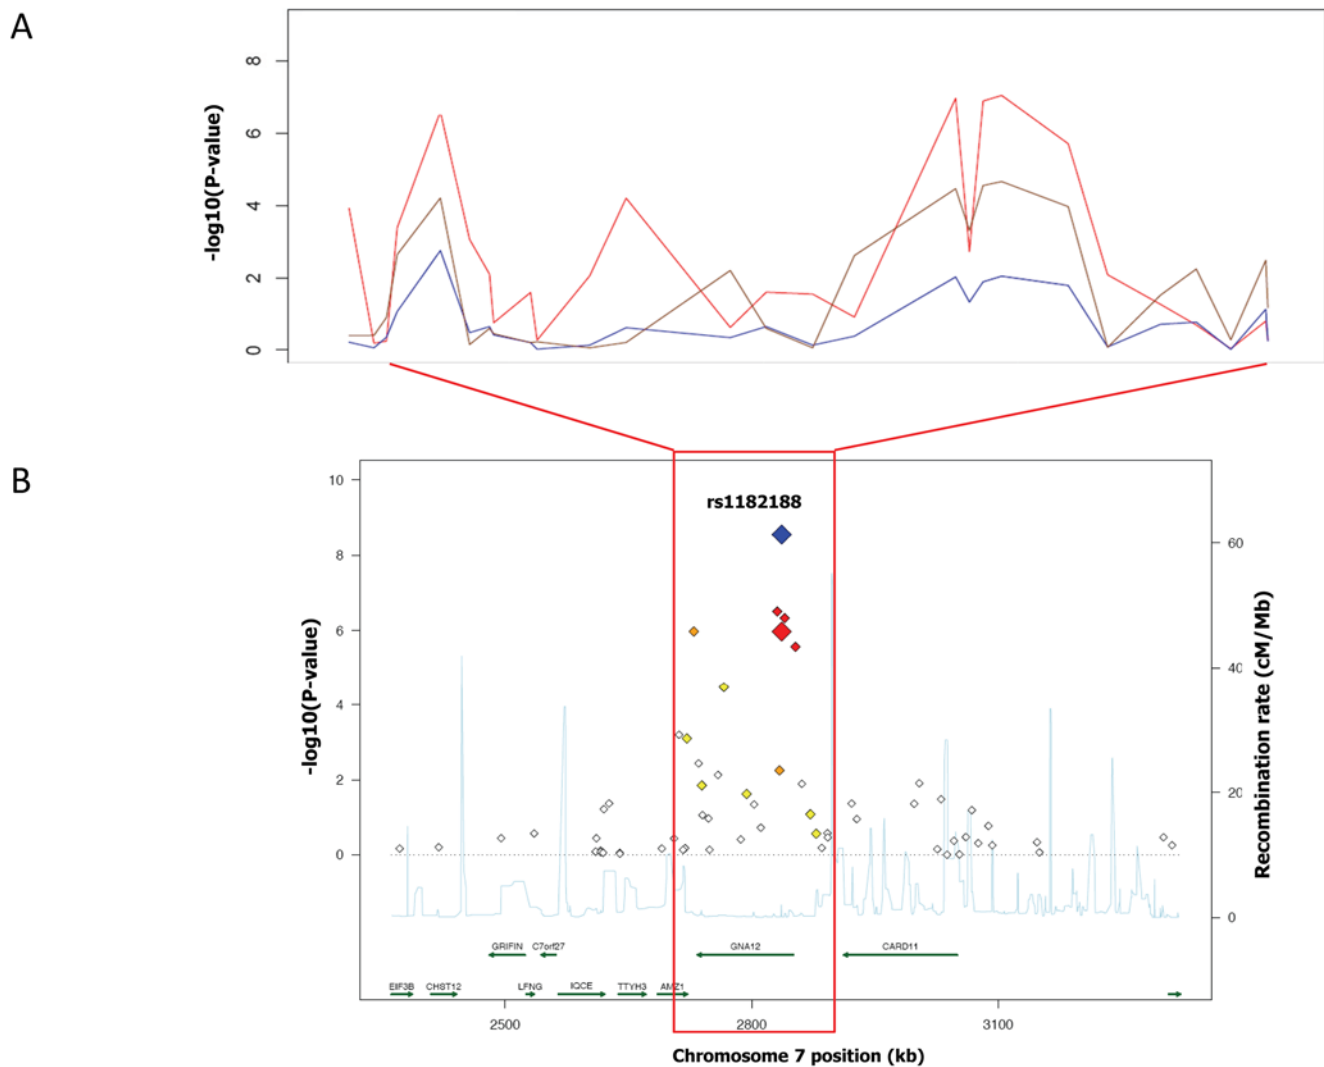 A
8
6
4
2
0
-log10(P-value)
B
rs1182188
10
8
6
4
2
0
-log10(P-value)
60
40
20
0
Recombination rate (cM/Mb)
GRIFIN C7orf27 GNA12 CARD11
EIF3B CHST12 LFNG IQCE TTYH3 AMZ1
2500 2800 3100
Chromosome 7 position (kb)